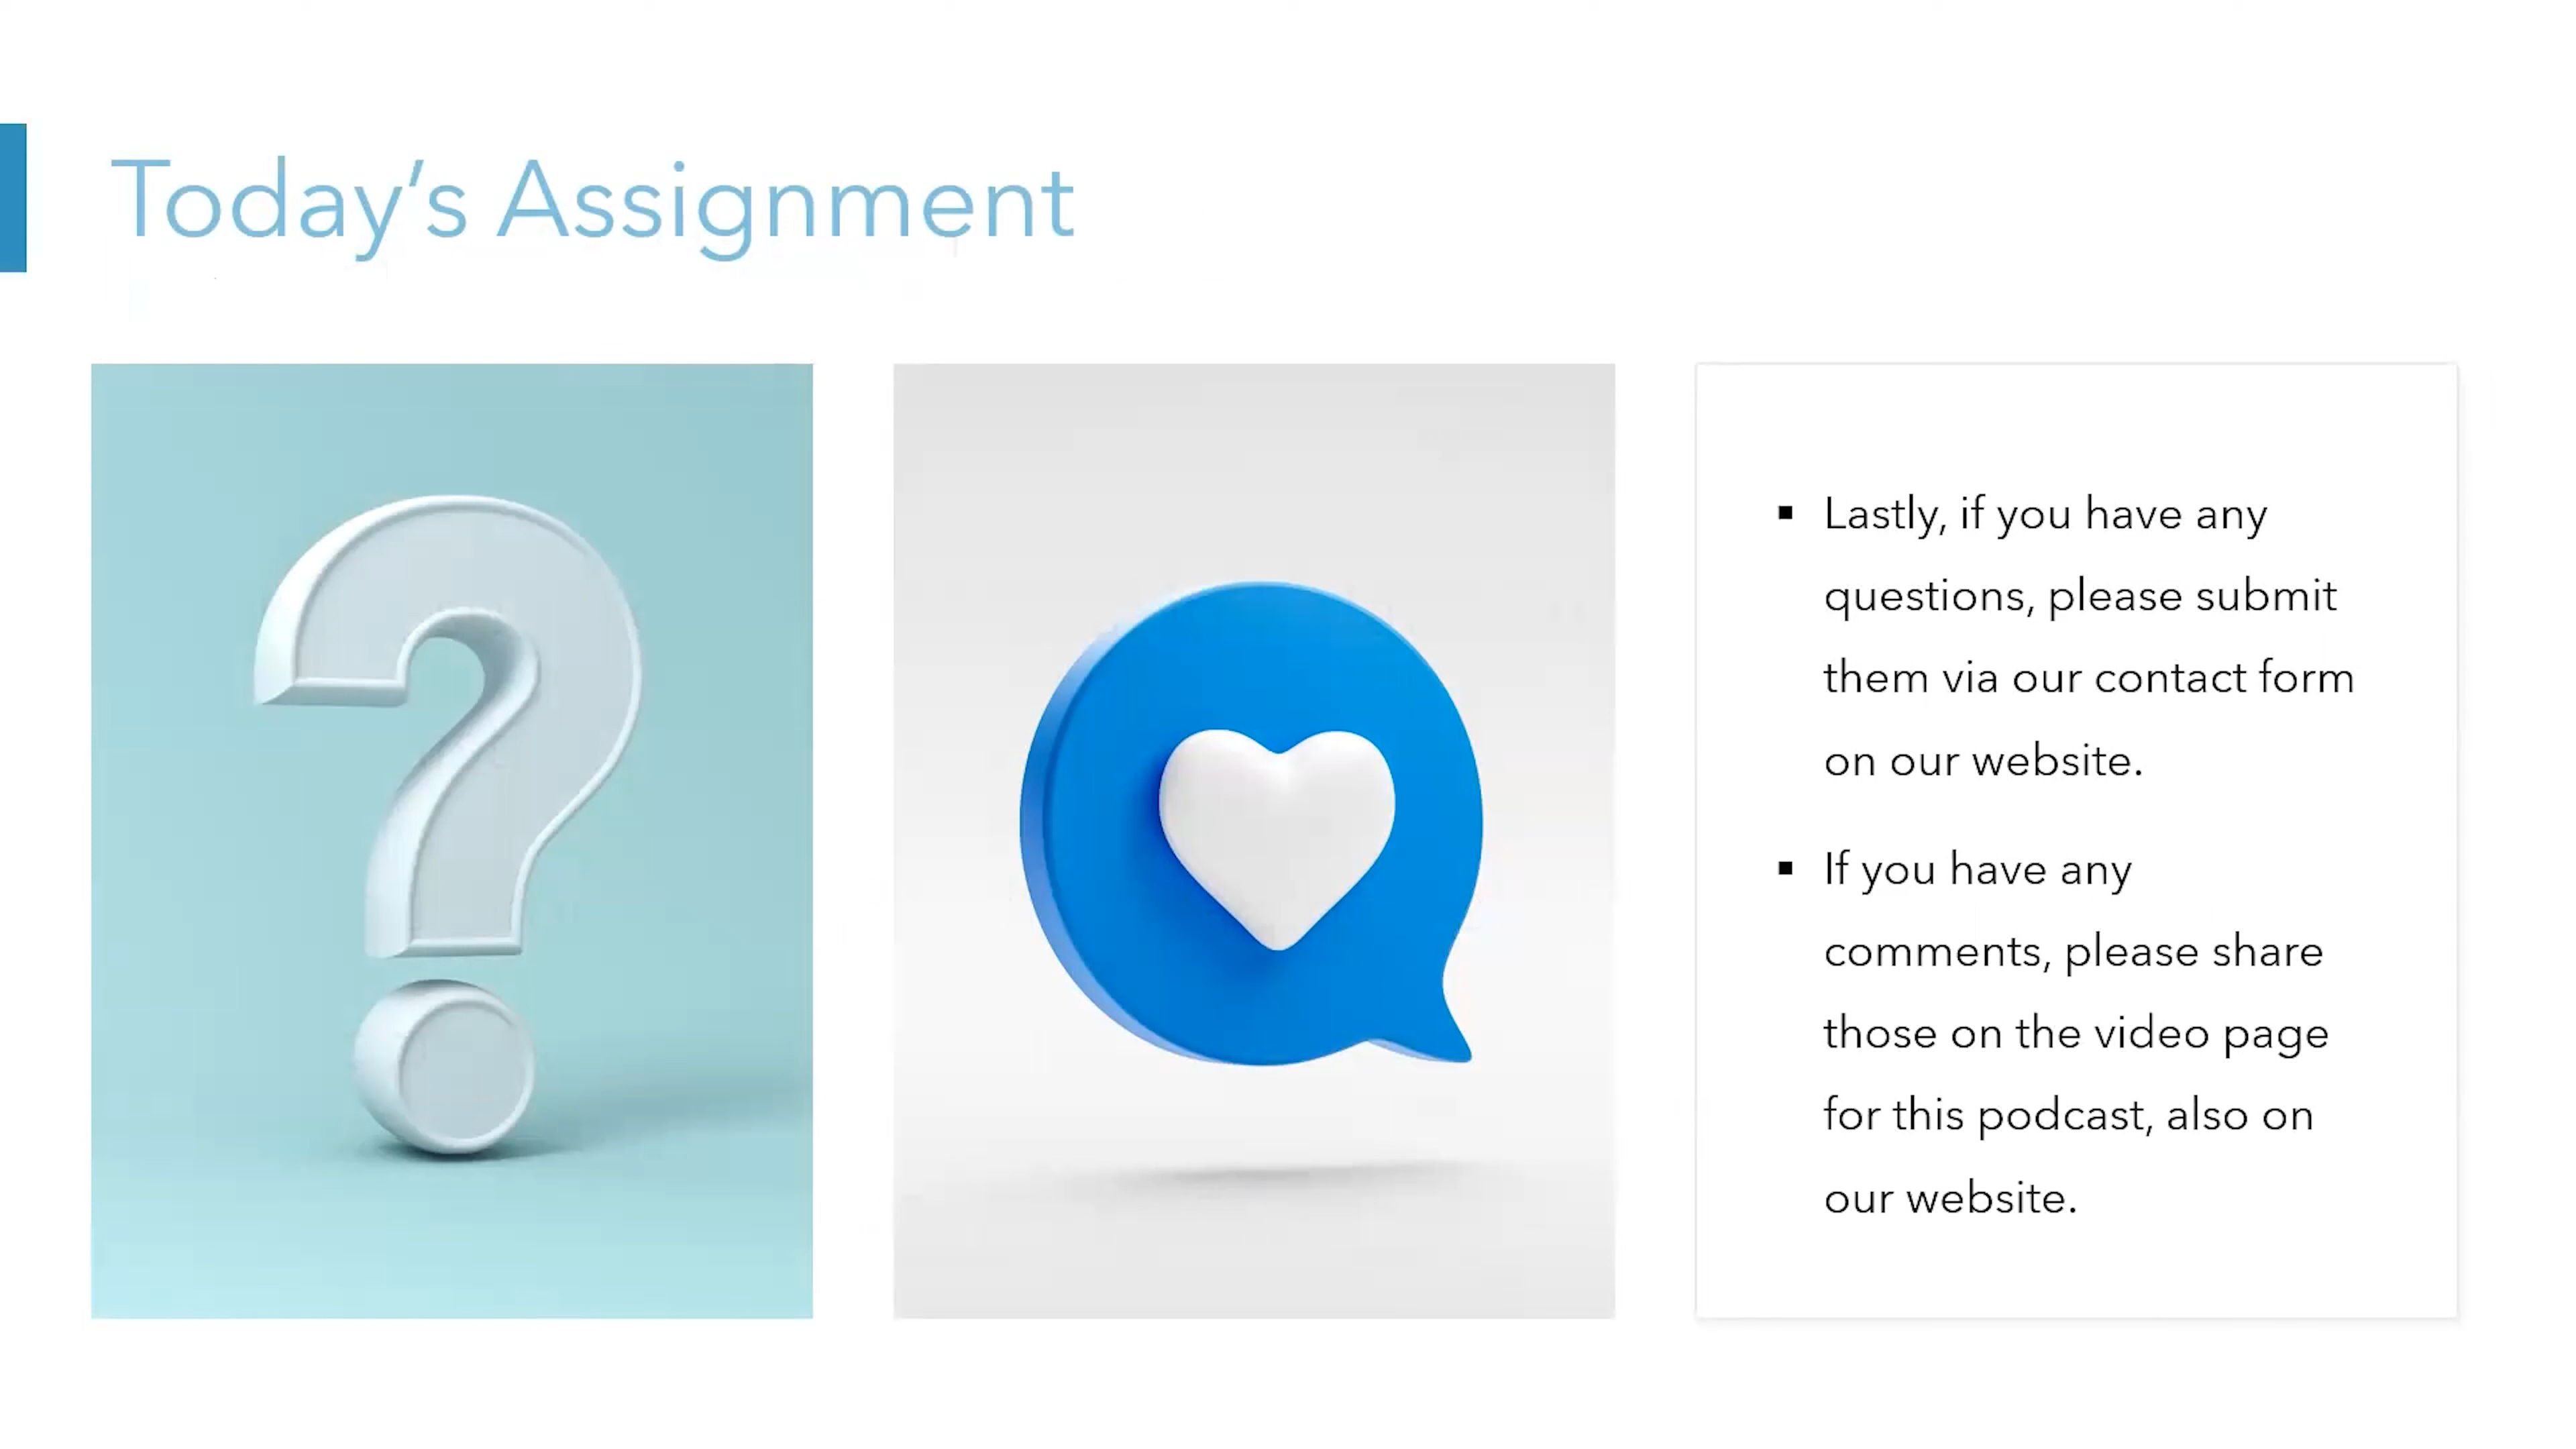 Today’s Assignment
▪ Lastly, if you have any
questions, please submit
them via our contact form
on our website.
▪ If you have any
comments, please share
those on the video page
for this podcast, also on
our website.